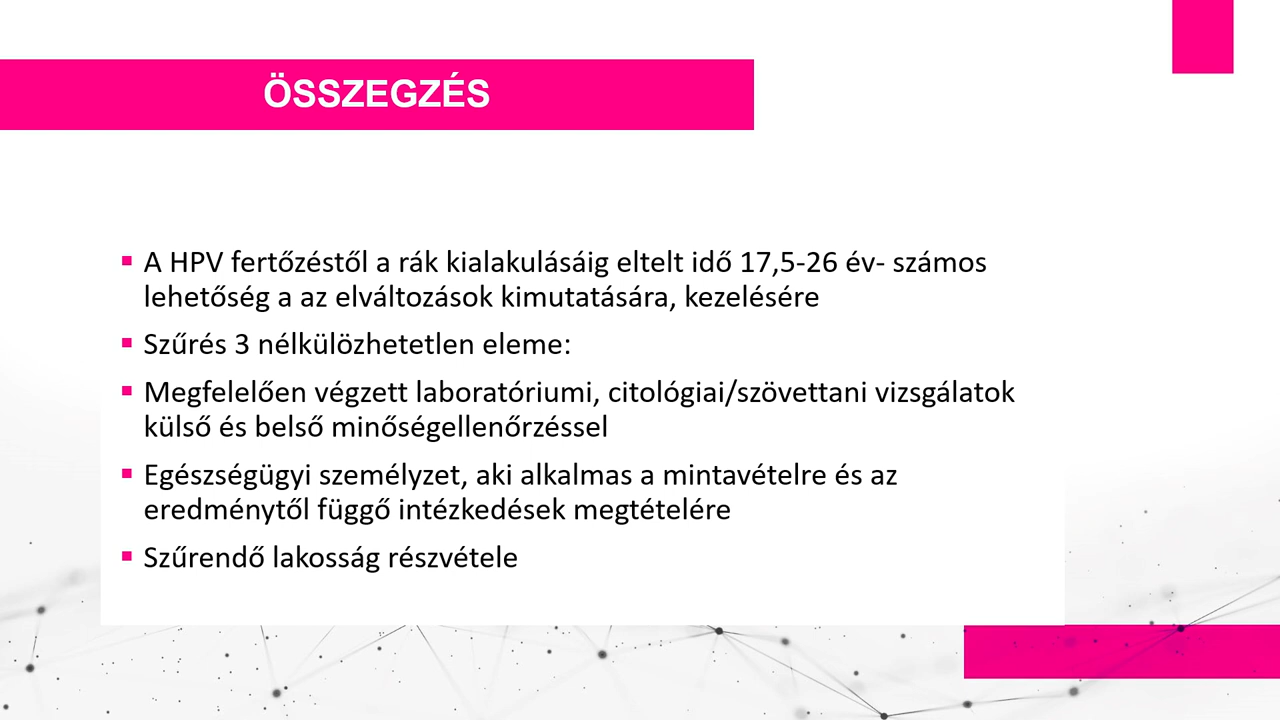 ÖSSZEGZÉS
▪ A HPV fertőzéstől a rák kialakulásáig eltelt idő 17,5-26 év- számos
lehetőség a az elváltozások kimutatására, kezelésére
▪ Szűrés 3 nélkülözhetetlen eleme:
▪ Megfelelően végzett laboratóriumi, citológiai/szövettani vizsgálatok
külső és belső minőségellenőrzéssel
▪ Egészségügyi személyzet, aki alkalmas a mintavételre és az
eredménytől függő intézkedések megtételére
▪ Szűrendő lakosság részvétele